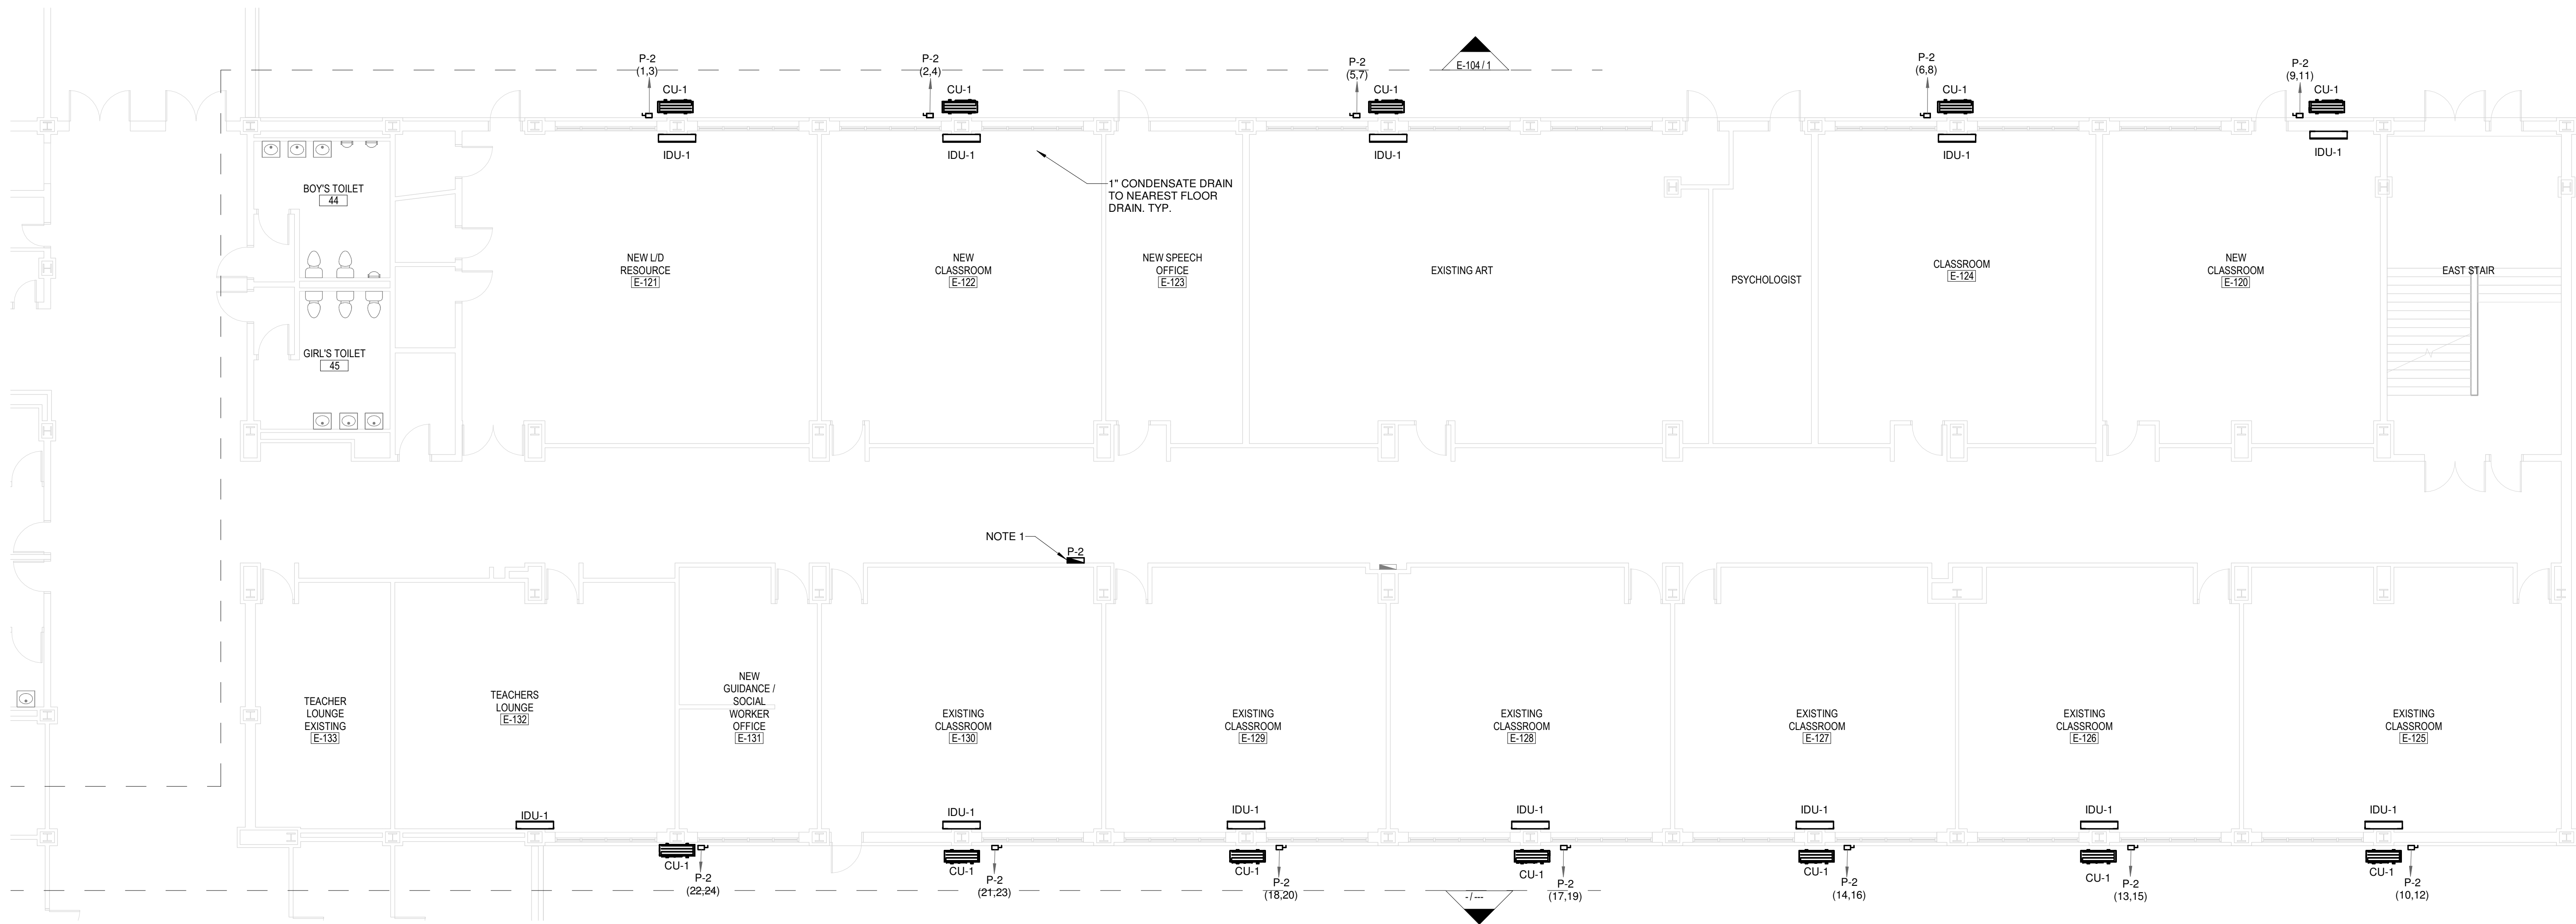 P-2
(1,3)
CU-1
P-2
(2,4)
CU-1
P-2
(5,7)
CU-1
E-104 / 1
P-2
(6,8)
CU-1
P-2
(9,11)
CU-1
IDU-1
IDU-1
IDU-1
IDU-1
IDU-1
1" CONDENSATE DRAIN
TO NEAREST FLOOR
DRAIN. TYP.
BOY'S TOILET
44
NEW L/D
RESOURCE
E-121
NEW
CLASSROOM
E-122
NEW SPEECH
OFFICE
E-123
EXISTING ART
PSYCHOLOGIST
CLASSROOM
E-124
NEW
CLASSROOM
E-120
EAST STAIR
GIRL'S TOILET
45
NOTE 1
P-2
TEACHER
LOUNGE
EXISTING
E-133
TEACHERS
LOUNGE
E-132
NEW
GUIDANCE /
SOCIAL
WORKER
OFFICE
E-131
EXISTING
CLASSROOM
E-130
EXISTING
CLASSROOM
E-129
EXISTING
CLASSROOM
E-128
EXISTING
CLASSROOM
E-127
EXISTING
CLASSROOM
E-126
EXISTING
CLASSROOM
E-125
IDU-1
IDU-1
IDU-1
IDU-1
IDU-1
IDU-1
IDU-1
CU-1
P-2
(22,24)
CU-1
P-2
(21,23)
CU-1
P-2
(18,20)
- / ---
CU-1
P-2
(17,19)
CU-1
P-2
(14,16)
CU-1
P-2
(13,15)
CU-1
P-2
(10,12)